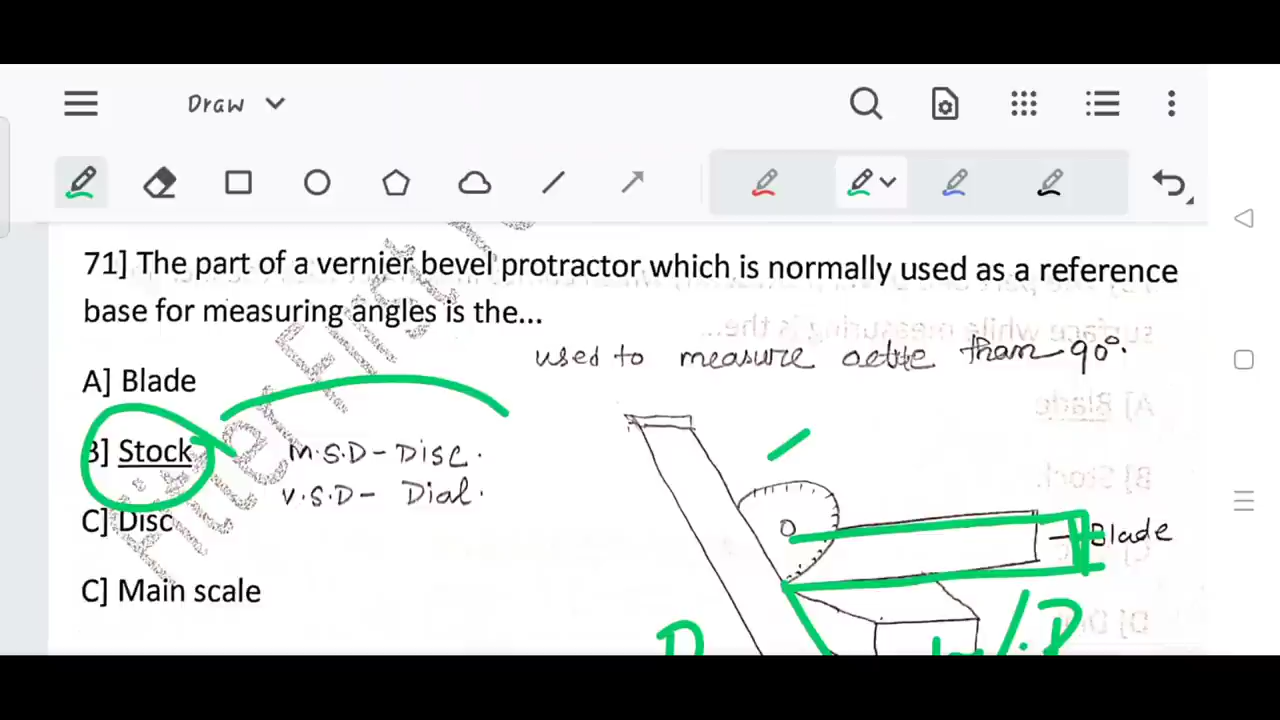 Draw
71] The part of a vernier bevel protractor which is normally used as a reference
base for measuring angles is the...
used to measure acute than 90°.
A] Blade
B] Stock
M.S.D - Disc.
V.S.D - Dial.
C] Disc
Blade
C] Main scale